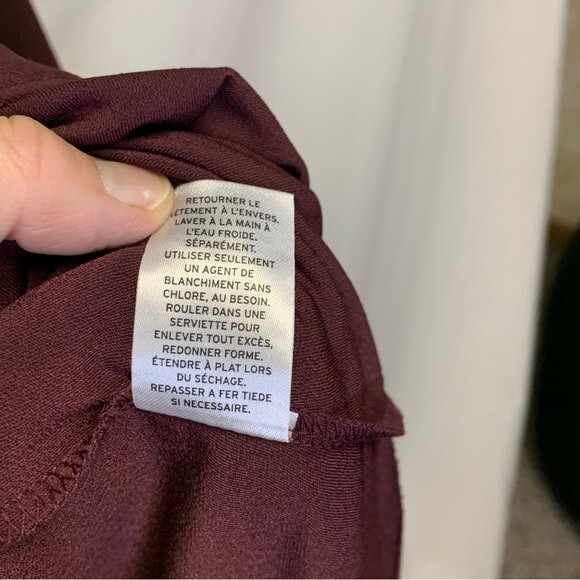 RETOURNER LE
VÊTEMENT À L'ENVERS.
LAVER À LA MAIN À
L'EAU FROIDE,
SÉPARÉMENT.
UTILISER SEULEMENT
UN AGENT DE
BLANCHIMENT SANS
CHLORE, AU BESOIN.
ROULER DANS UNE
SERVIETTE POUR
ENLEVER TOUT EXCÈS,
REDONNER FORME.
ÉTENDRE À PLAT LORS
DU SÉCHAGE.
REPASSER A FER TIEDE
SI NECESSAIRE.